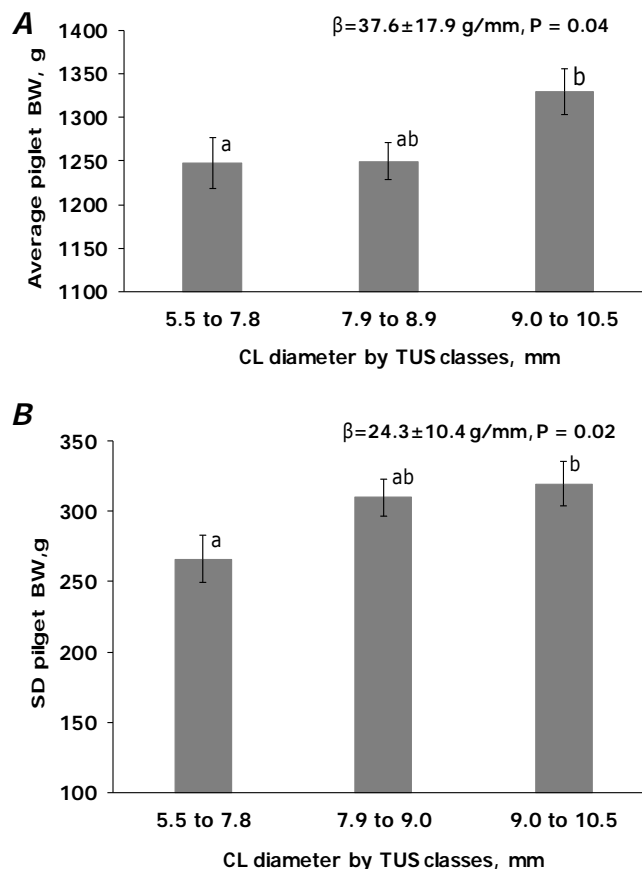 A
β=37.6±17.9 g/mm, P = 0.04
Average piglet BW, g
1400
1350
1300
1250
1200
1150
1100
a
ab
b
5.5 to 7.8
7.9 to 8.9
9.0 to 10.5
CL diameter by TUS classes, mm
B
β=24.3±10.4 g/mm, P = 0.02
SD pilget BW,g
350
300
250
200
150
100
a
ab
b
5.5 to 7.8
7.9 to 9.0
9.0 to 10.5
CL diameter by TUS classes, mm